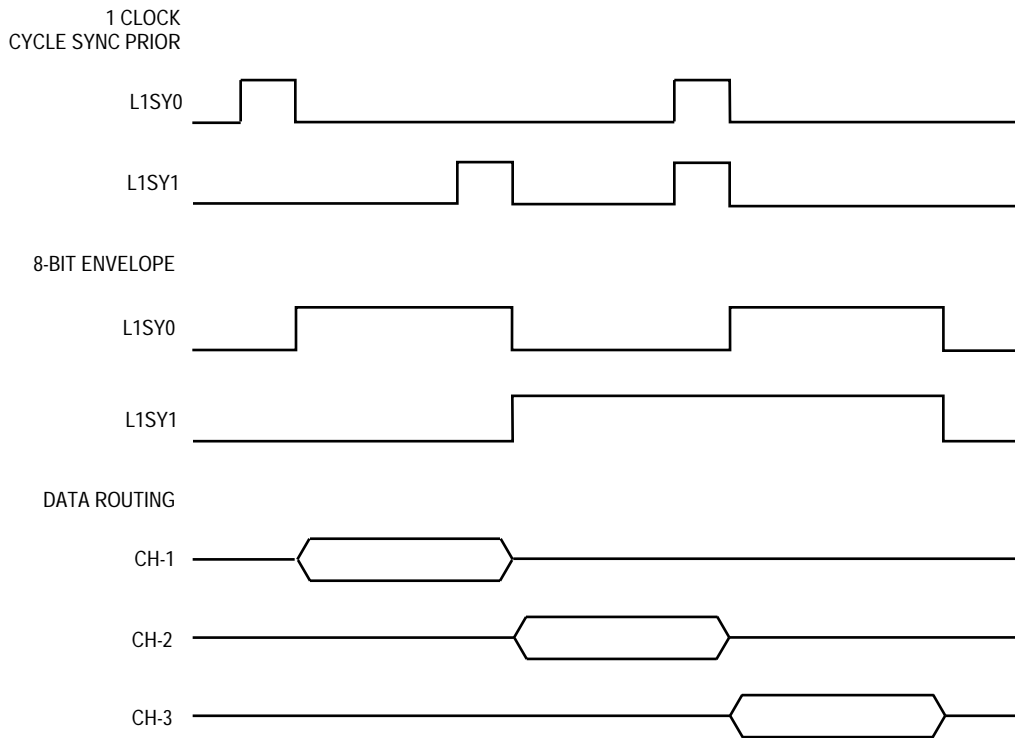 1 CLOCK
CYCLE SYNC PRIOR
L1SY0
L1SY1
8-BIT ENVELOPE
L1SY0
L1SY1
DATA ROUTING
CH-1
CH-2
CH-3